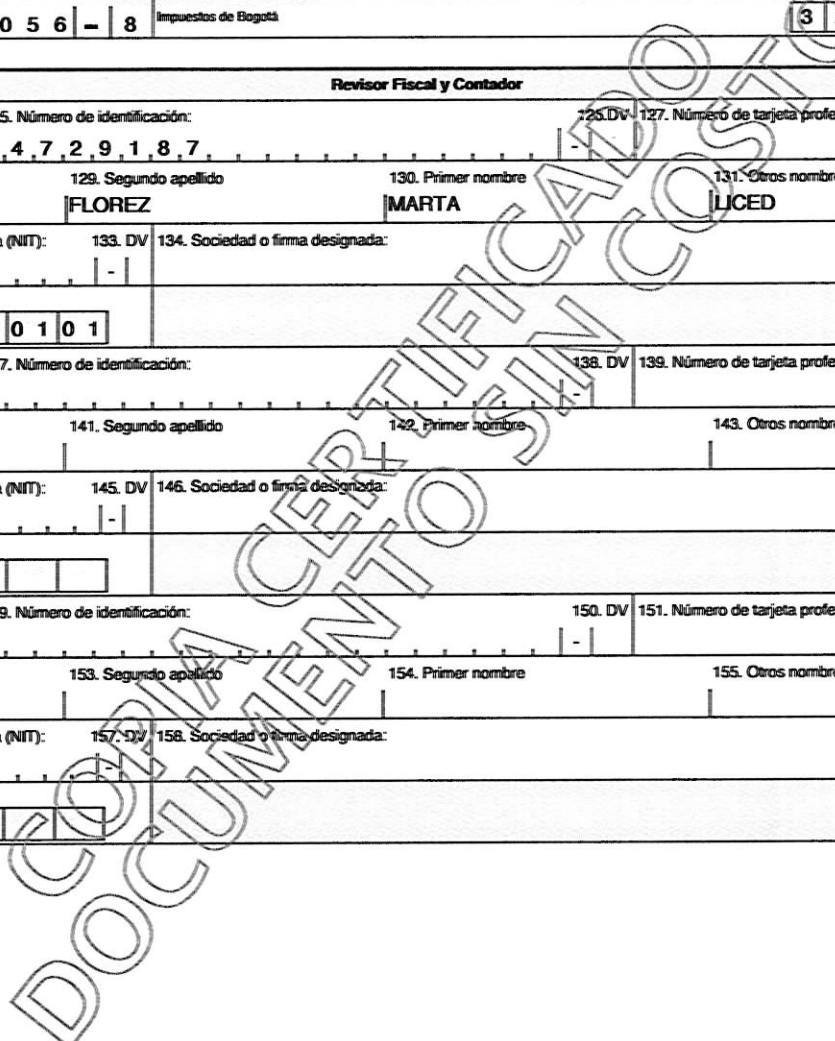 0 5 6 - 8 Impuestos de Bogotá 3
Revisor Fiscal y Contador
5. Número de identificación: 126. DV 127. Número de tarjeta profe
4 7 2 9 1 8 7 -
129. Segundo apellido 130. Primer nombre 131. Otros nombre
FLOREZ MARTA LICED
(NIT): 133. DV 134. Sociedad o firma designada:
-
0 1 0 1
7. Número de identificación: 138. DV 139. Número de tarjeta profe
-
141. Segundo apellido 142. Primer nombre 143. Otros nombre
(NIT): 145. DV 146. Sociedad o firma designada:
-
9. Número de identificación: 150. DV 151. Número de tarjeta profe
-
153. Segundo apellido 154. Primer nombre 155. Otros nombre
(NIT): 157. DV 158. Sociedad o firma designada:
-
COPIA CERTIFICADO
DOCUMENTO SIN COSTO